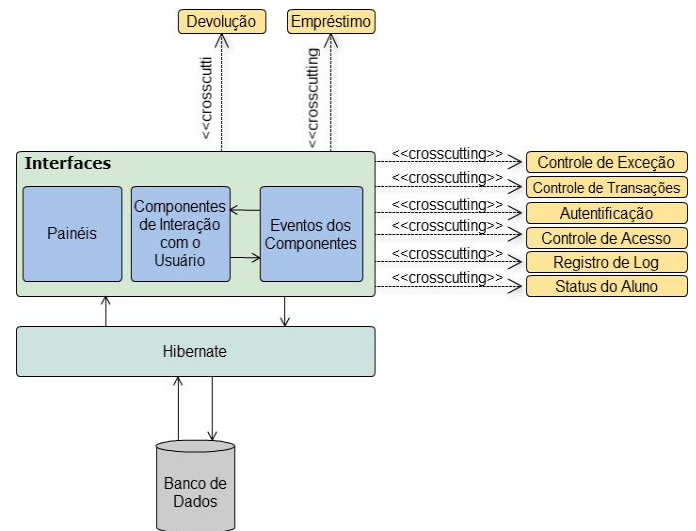 Devolução
Empréstimo
<<crosscutti
<<crosscutting
Interfaces
Painéis
Componentes
de Interação
com o
Usuário
Eventos dos
Componentes
<<crosscutting>>
Controle de Exceção
<<crosscutting>>
Controle de Transações
<<crosscutting>>
Autentificação
<<crosscutting>>
Controle de Acesso
<<crosscutting>>
Registro de Log
<<crosscutting>>
Status do Aluno
Hibernate
Banco de
Dados